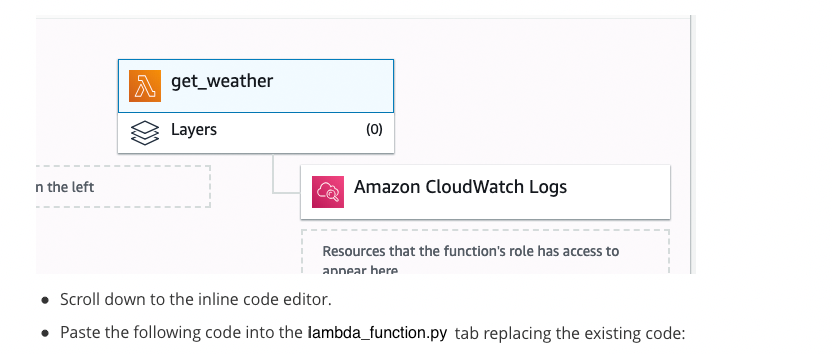 get_weather
Layers (0)
n the left
Amazon CloudWatch Logs
Resources that the function's role has access to
appear here
• Scroll down to the inline code editor.
• Paste the following code into the lambda_function.py tab replacing the existing code: